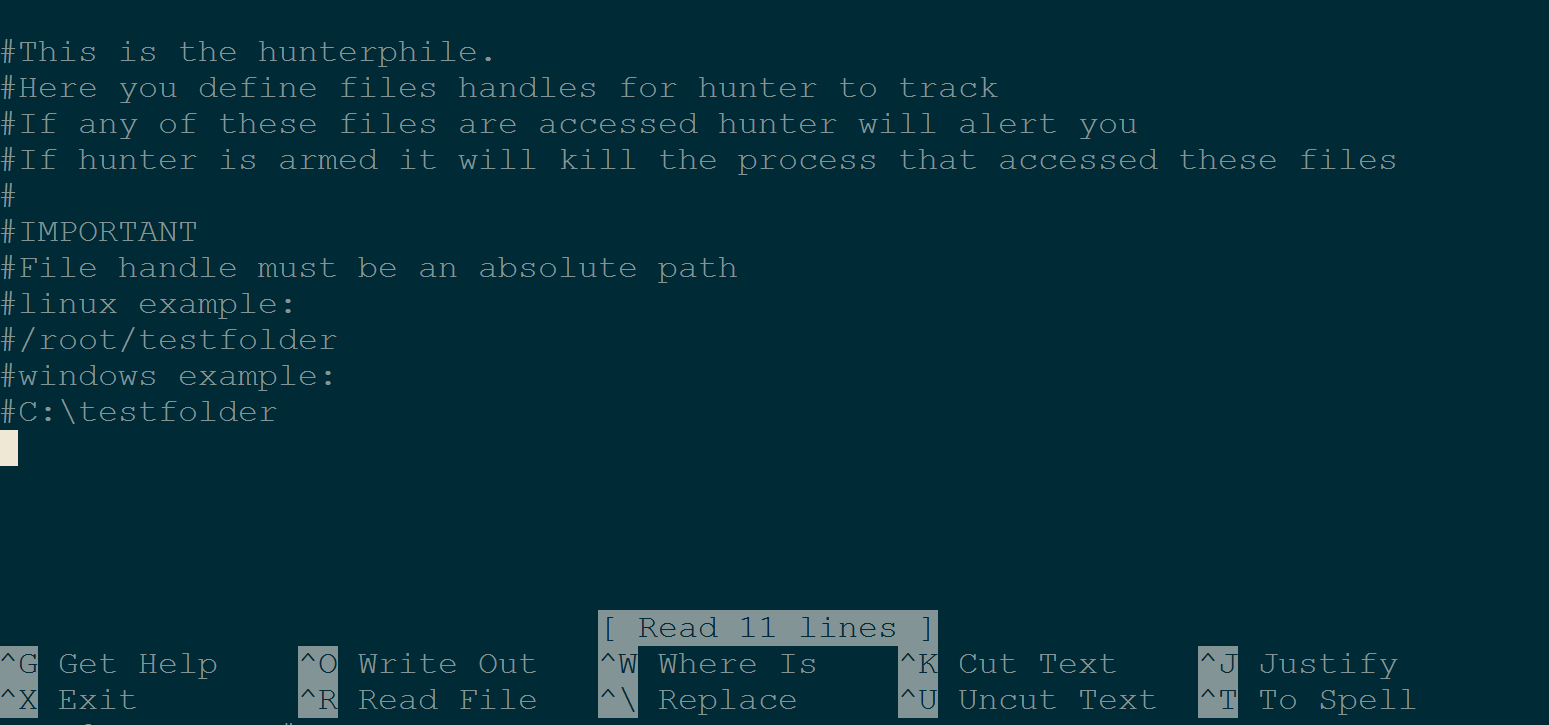 #This is the hunterphile.
#Here you define files handles for hunter to track
#If any of these files are accessed hunter will alert you
#If hunter is armed it will kill the process that accessed these files
#
#IMPORTANT
#File handle must be an absolute path
#linux example:
#/root/testfolder
#windows example:
#C:\testfolder
[ Read 11 lines ]
^G Get Help ^O Write Out ^W Where Is ^K Cut Text ^J Justify
^X Exit ^R Read File ^\ Replace ^U Uncut Text ^T To Spell